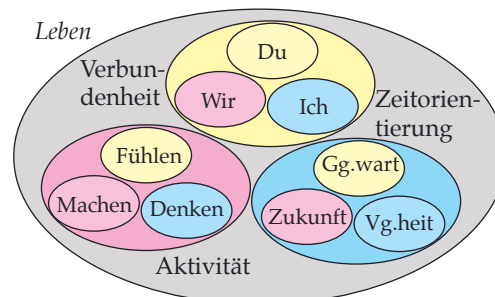 Leben
Du
Verbun-
denheit
Wir
Ich
Zeitorien-
tierung
Fühlen
Machen
Denken
Gg.wart
Zukunft
Vg.heit
Aktivität